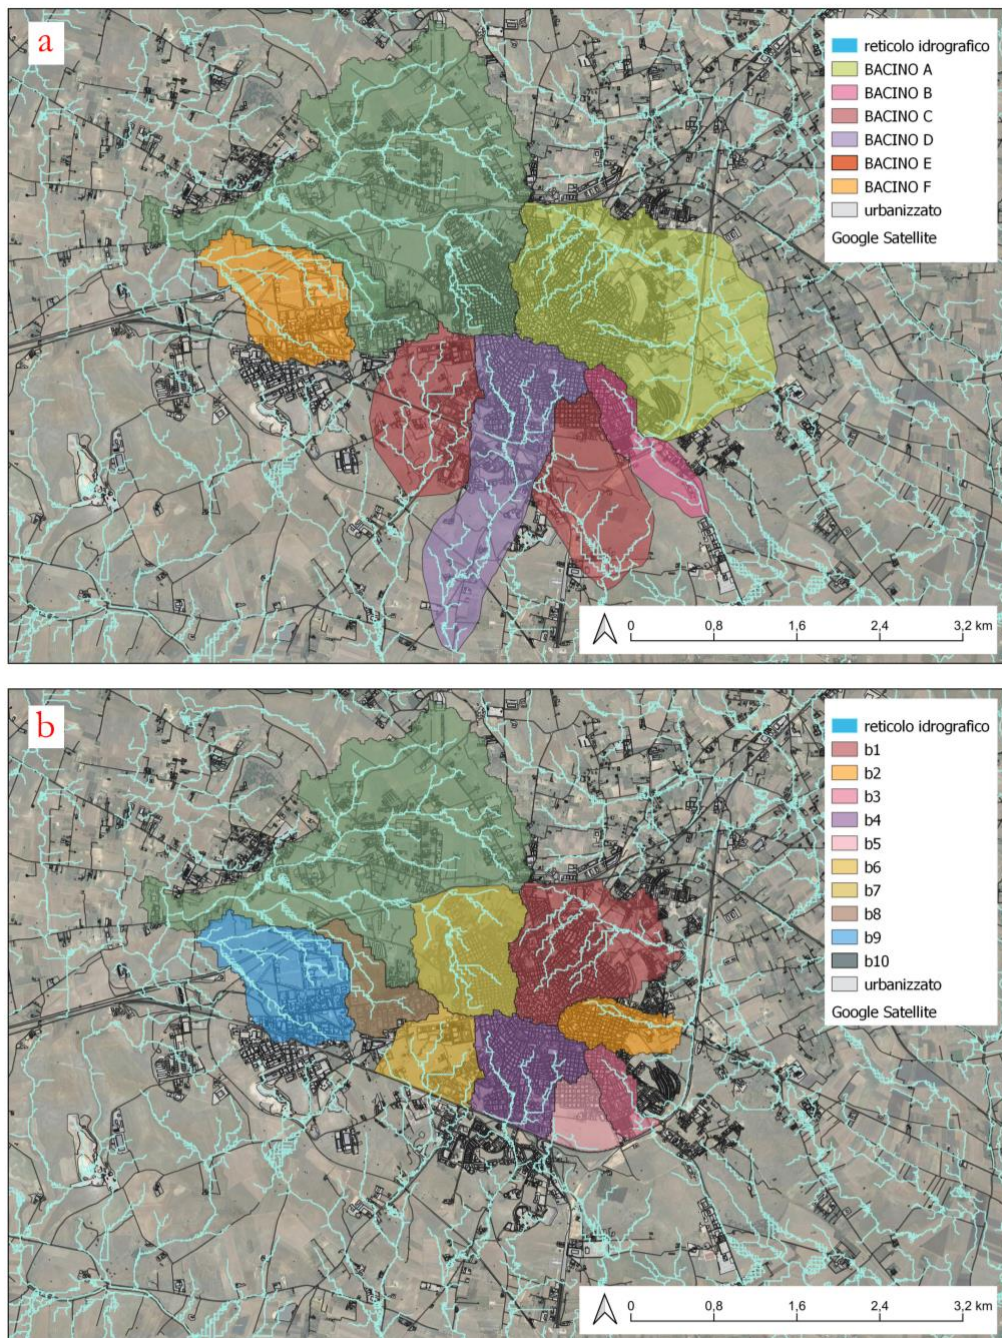 a
reticolo idrografico
BACINO A
BACINO B
BACINO C
BACINO D
BACINO E
BACINO F
urbanizzato
Google Satellite
0 0,8 1,6 2,4 3,2 km
b
reticolo idrografico
b1
b2
b3
b4
b5
b6
b7
b8
b9
b10
urbanizzato
Google Satellite
0 0,8 1,6 2,4 3,2 km